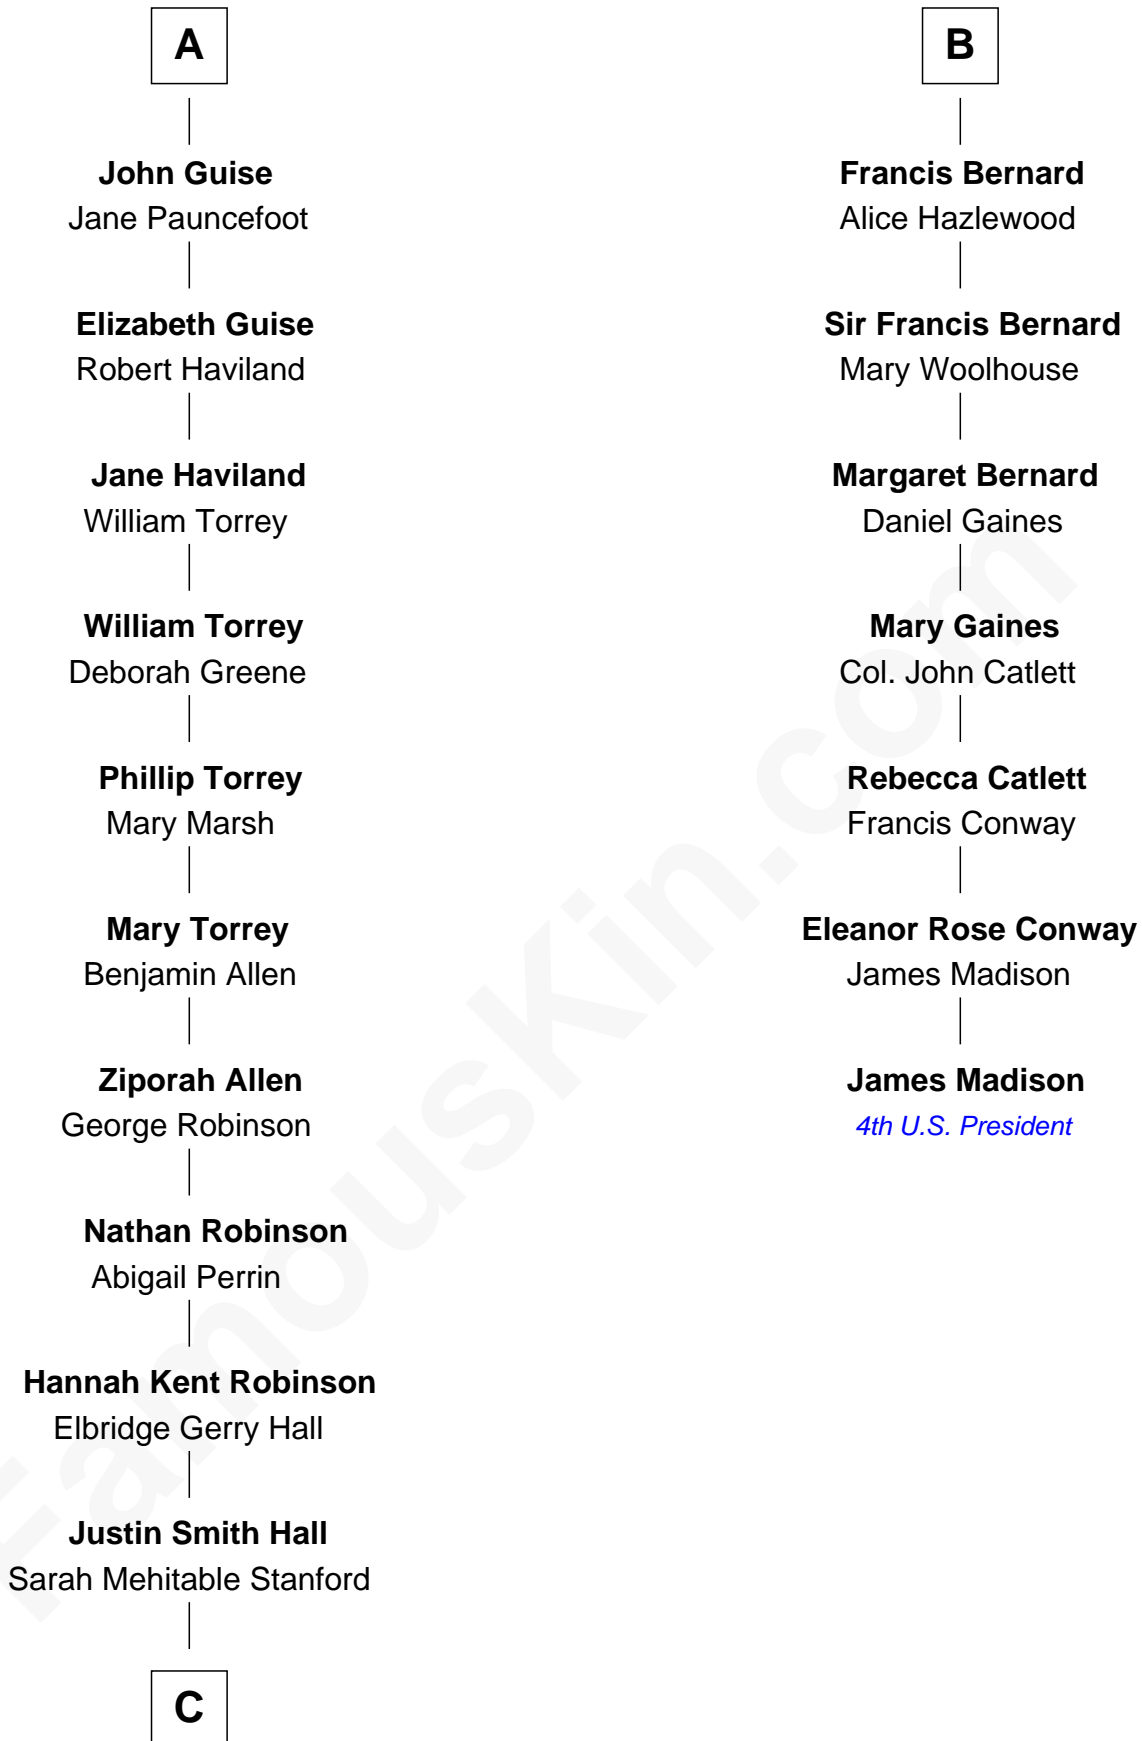 A
John Guise
Jane Pauncefoot
Elizabeth Guise
Robert Haviland
Jane Haviland
William Torrey
William Torrey
Deborah Greene
Phillip Torrey
Mary Marsh
Mary Torrey
Benjamin Allen
Ziporah Allen
George Robinson
Nathan Robinson
Abigail Perrin
Hannah Kent Robinson
Elbridge Gerry Hall
Justin Smith Hall
Sarah Mehitable Stanford
C
B
Francis Bernard
Alice Hazlewood
Sir Francis Bernard
Mary Woolhouse
Margaret Bernard
Daniel Gaines
Mary Gaines
Col. John Catlett
Rebecca Catlett
Francis Conway
Eleanor Rose Conway
James Madison
James Madison
4th U.S. President
FamousKin.com